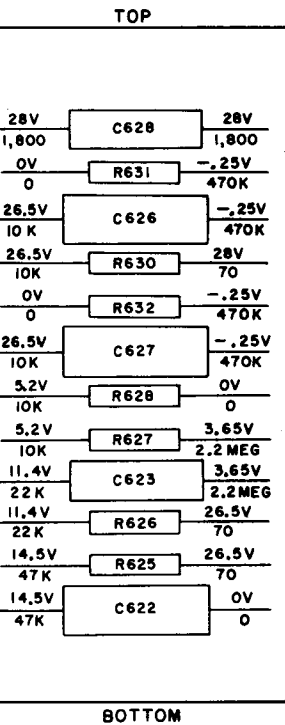 TOP
28V C628 28V
1,800 1,800
0V R631 -.25V
0 470K
26.5V C626 -.25V
10K 470K
26.5V R630 28V
10K 70
0V R632 -.25V
0 470K
26.5V C627 -.25V
10K 470K
5.2V R628 0V
10K 0
5.2V R627 3.65V
10K 2.2 MEG
11.4V C623 3.65V
22K 2.2MEG
11.4V R626 26.5V
22K 70
14.5V R625 26.5V
47K 70
14.5V C622 0V
47K 0
BOTTOM